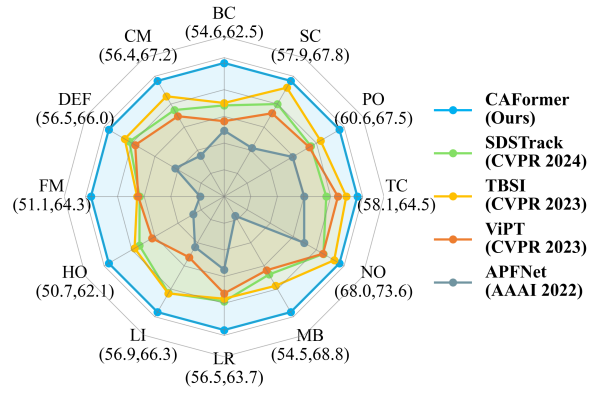 BC
(54.6,62.5)
SC
(57.9,67.8)
PO
(60.6,67.5)
TC
(58.1,64.5)
NO
(68.0,73.6)
MB
(54.5,68.8)
LR
(56.5,63.7)
LI
(56.9,66.3)
HO
(50.7,62.1)
FM
(51.1,64.3)
DEF
(56.5,66.0)
CM
(56.4,67.2)
CAFormer
(Ours)
SDSTrack
(CVPR 2024)
TBSI
(CVPR 2023)
ViPT
(CVPR 2023)
APFNet
(AAAI 2022)